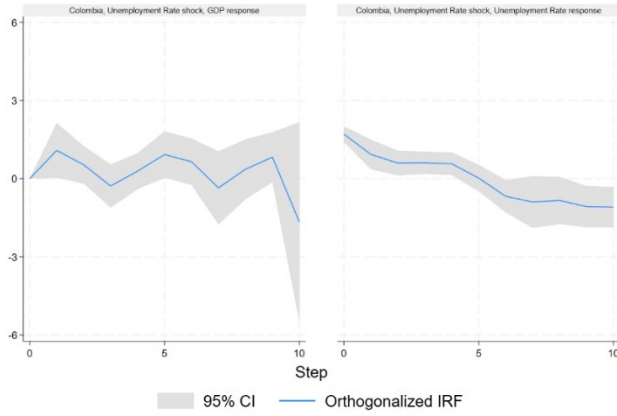 Colombia, Unemployment Rate shock, GDP response
Colombia, Unemployment Rate shock, Unemployment Rate response
6
3
0
-3
-6
0
5
10
0
5
10
Step
95% CI
Orthogonalized IRF